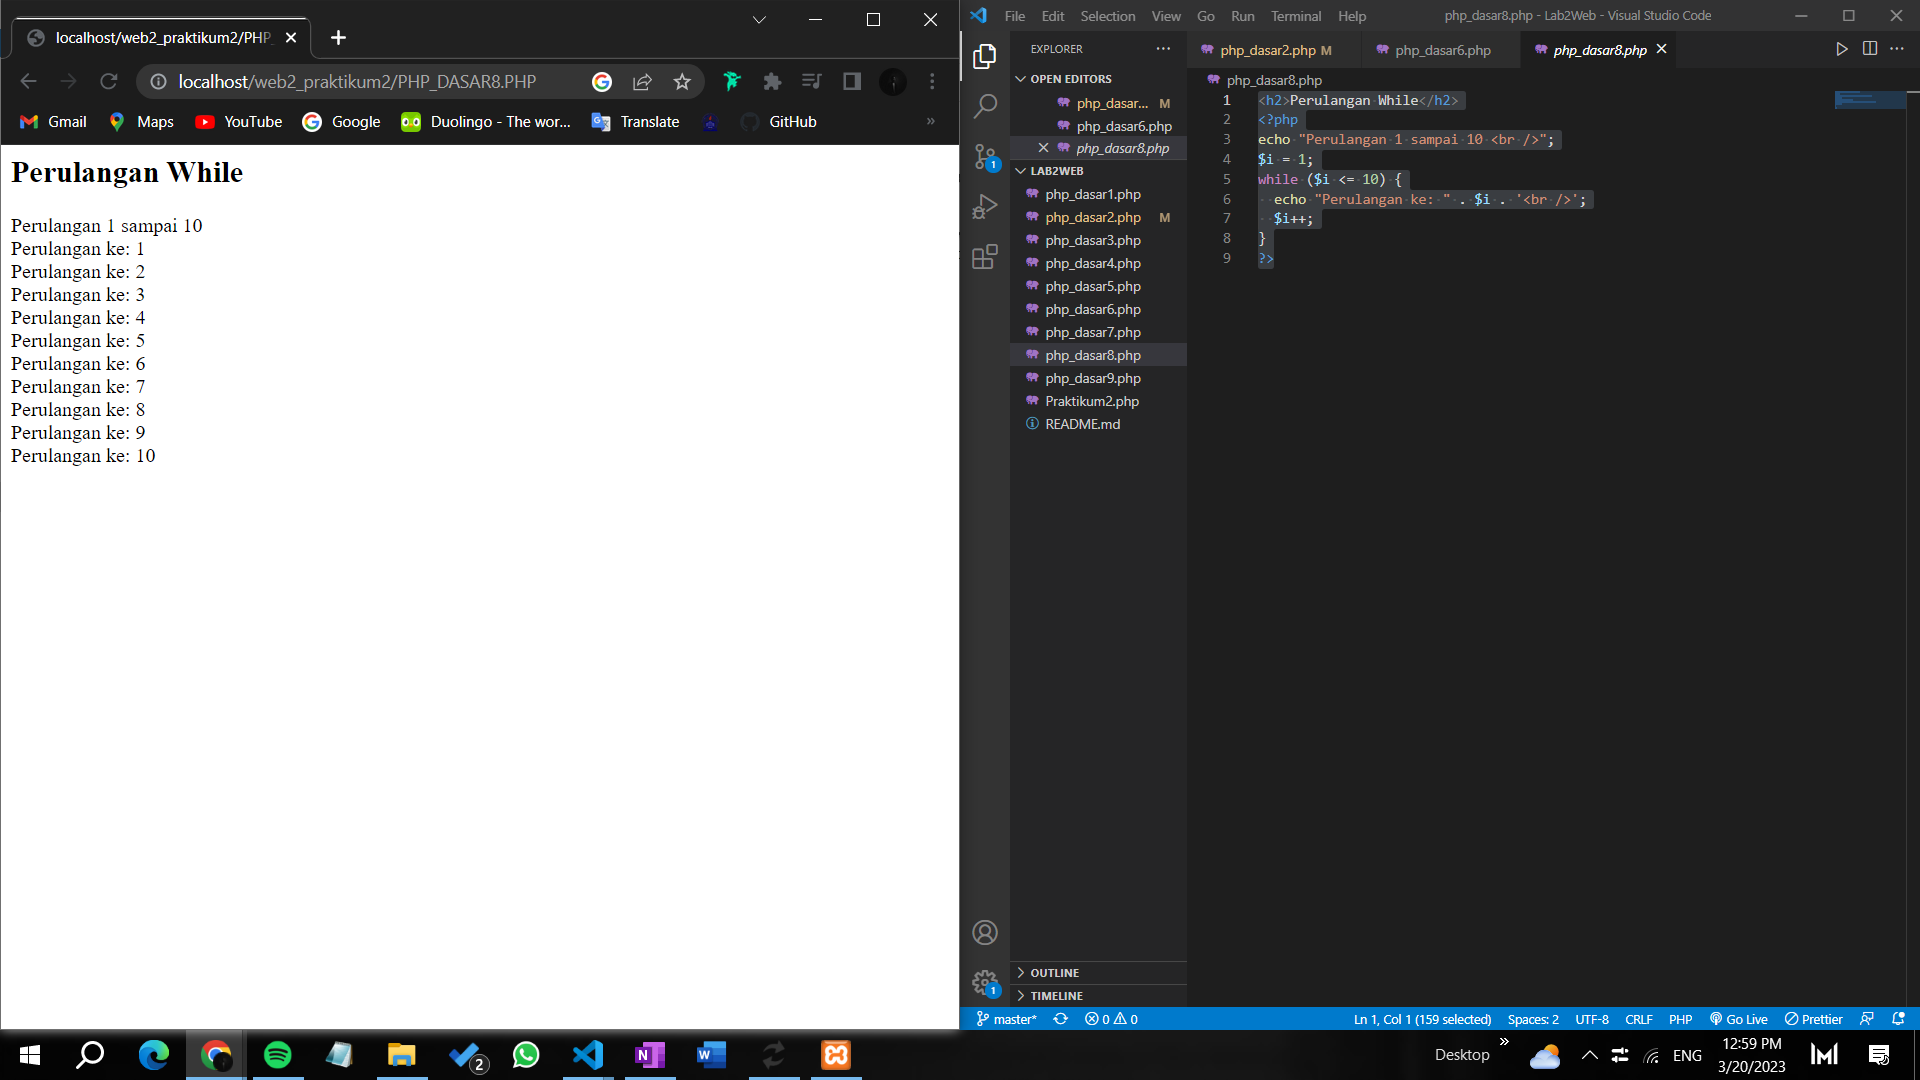 localhost/web2_praktikum2/PHP_
localhost/web2_praktikum2/PHP_DASAR8.PHP
Gmail Maps YouTube Google Duolingo - The wor... Translate GitHub »
Perulangan While
Perulangan 1 sampai 10
Perulangan ke: 1
Perulangan ke: 2
Perulangan ke: 3
Perulangan ke: 4
Perulangan ke: 5
Perulangan ke: 6
Perulangan ke: 7
Perulangan ke: 8
Perulangan ke: 9
Perulangan ke: 10
File Edit Selection View Go Run Terminal Help php_dasar8.php - Lab2Web - Visual Studio Code
EXPLORER
OPEN EDITORS
php_dasar... M
php_dasar6.php
php_dasar8.php
LAB2WEB
php_dasar1.php
php_dasar2.php M
php_dasar3.php
php_dasar4.php
php_dasar5.php
php_dasar6.php
php_dasar7.php
php_dasar8.php
php_dasar9.php
Praktikum2.php
README.md
OUTLINE
TIMELINE
1
1
php_dasar2.php M php_dasar6.php php_dasar8.php
php_dasar8.php
1 <h2>Perulangan While</h2>
2 <?php
3 echo "Perulangan 1 sampai 10 <br />";
4 $i = 1;
5 while ($i <= 10) {
6 echo "Perulangan ke: " . $i . '<br />';
7 $i++;
8 }
9 ?>
master* 0 0 Ln 1, Col 1 (159 selected) Spaces: 2 UTF-8 CRLF PHP Go Live Prettier
2 N W Desktop » ENG 12:59 PM
3/20/2023